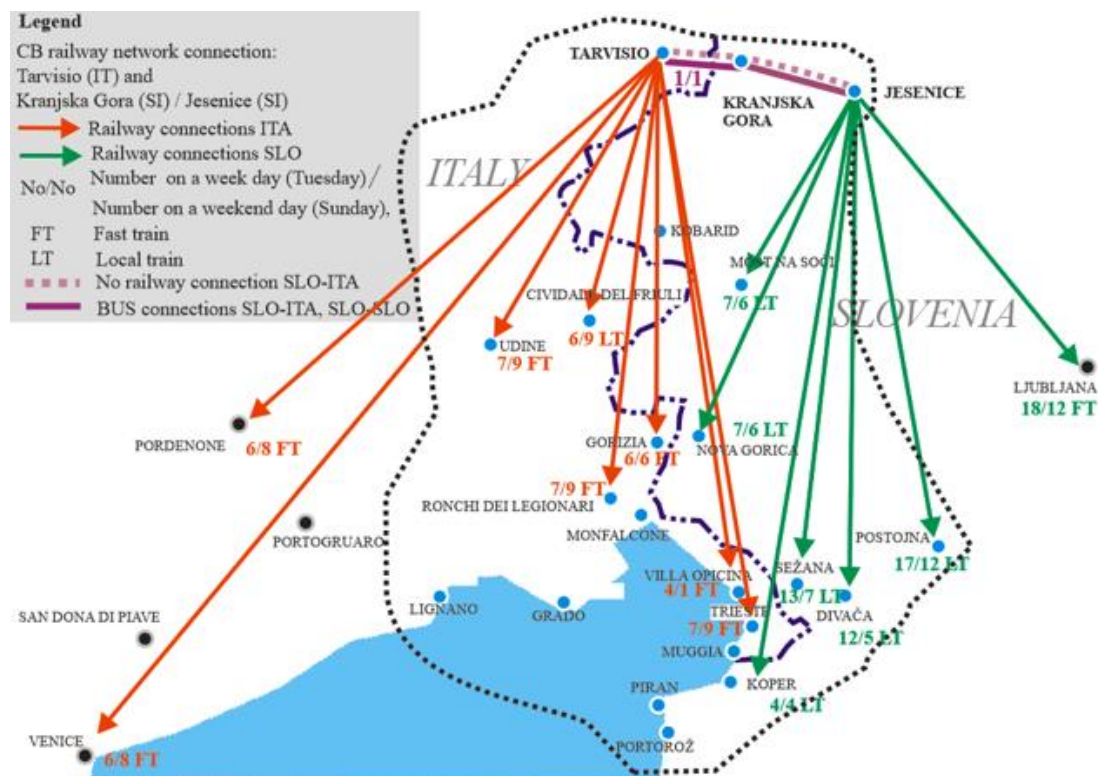 Legend
CB railway network connection:
Tarvisio (IT) and
Kranjska Gora (SI) / Jesenice (SI)
Railway connections ITA
Railway connections SLO
No/No Number on a week day (Tuesday) /
Number on a weekend day (Sunday),
FT Fast train
LT Local train
No railway connection SLO-ITA
BUS connections SLO-ITA, SLO-SLO
TARVISIO
1/1
KRANJSKA
GORA
JESENICE
ITALY
KOBARID
MOST NA SOČI
7/6 LT
CIVIDALE DEL FRIULI
6/9 LT
SLOVENIA
UDINE
7/9 FT
LJUBLJANA
18/12 FT
PORDENONE
6/8 FT
GORIZIA
6/6 FT
7/6 LT
NOVA GORICA
7/9 FT
RONCHI DEI LEGIONARI
MONFALCONE
PORTOGRUARO
POSTOJNA
17/12 LT
VILLA OPICINA
4/1 FT
SEŽANA
13/7 LT
LIGNANO
GRADO
TRIESTE
7/9 FT
DIVAČA
12/5 LT
SAN DONA DI PIAVE
MUGGIA
KOPER
4/4 LT
PIRAN
PORTOROŽ
VENICE
6/8 FT